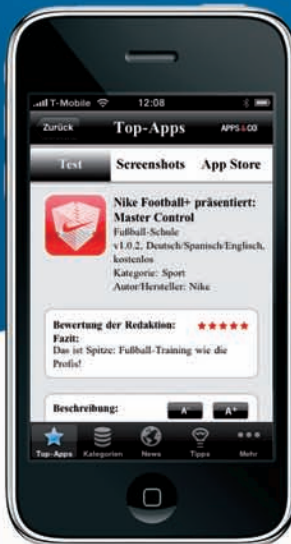 T-Mobile 12:08
Zurück Top-Apps APPS&CO
Test Screenshots App Store
Nike Football+ präsentiert:
Master Control
Fußball-Schule
v1.0.2, Deutsch/Spanisch/Englisch,
kostenlos
Kategorie: Sport
Autor/Hersteller: Nike
Bewertung der Redaktion: ★★★★★
Fazit:
Das ist Spitze: Fußball-Training wie die
Profis!
Beschreibung: A- A+
Top-Apps Kategorien News Tipps Mehr